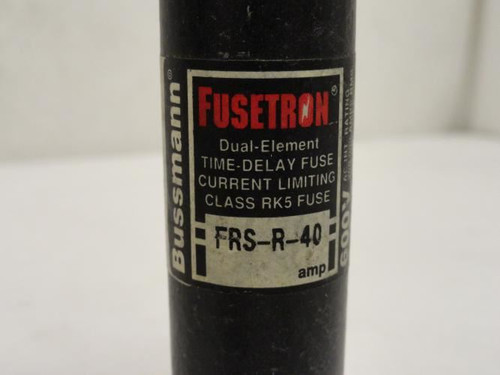 Bussmann®
FUSETRON®
Dual-Element
TIME-DELAY FUSE
CURRENT LIMITING
CLASS RK5 FUSE
FRS-R-40
amp
600V